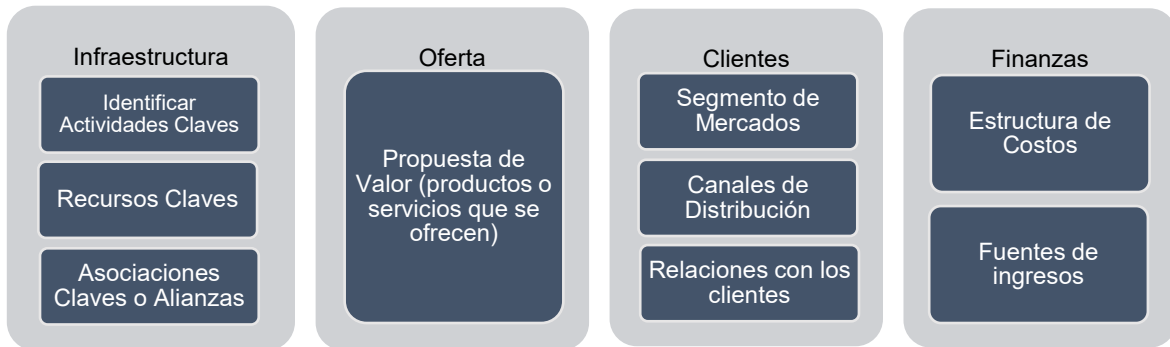 Infraestructura
Identificar
Actividades Claves
Recursos Claves
Asociaciones
Claves o Alianzas
Oferta
Propuesta de
Valor (productos o
servicios que se
ofrecen)
Clientes
Segmento de
Mercados
Canales de
Distribución
Relaciones con los
clientes
Finanzas
Estructura de
Costos
Fuentes de
ingresos